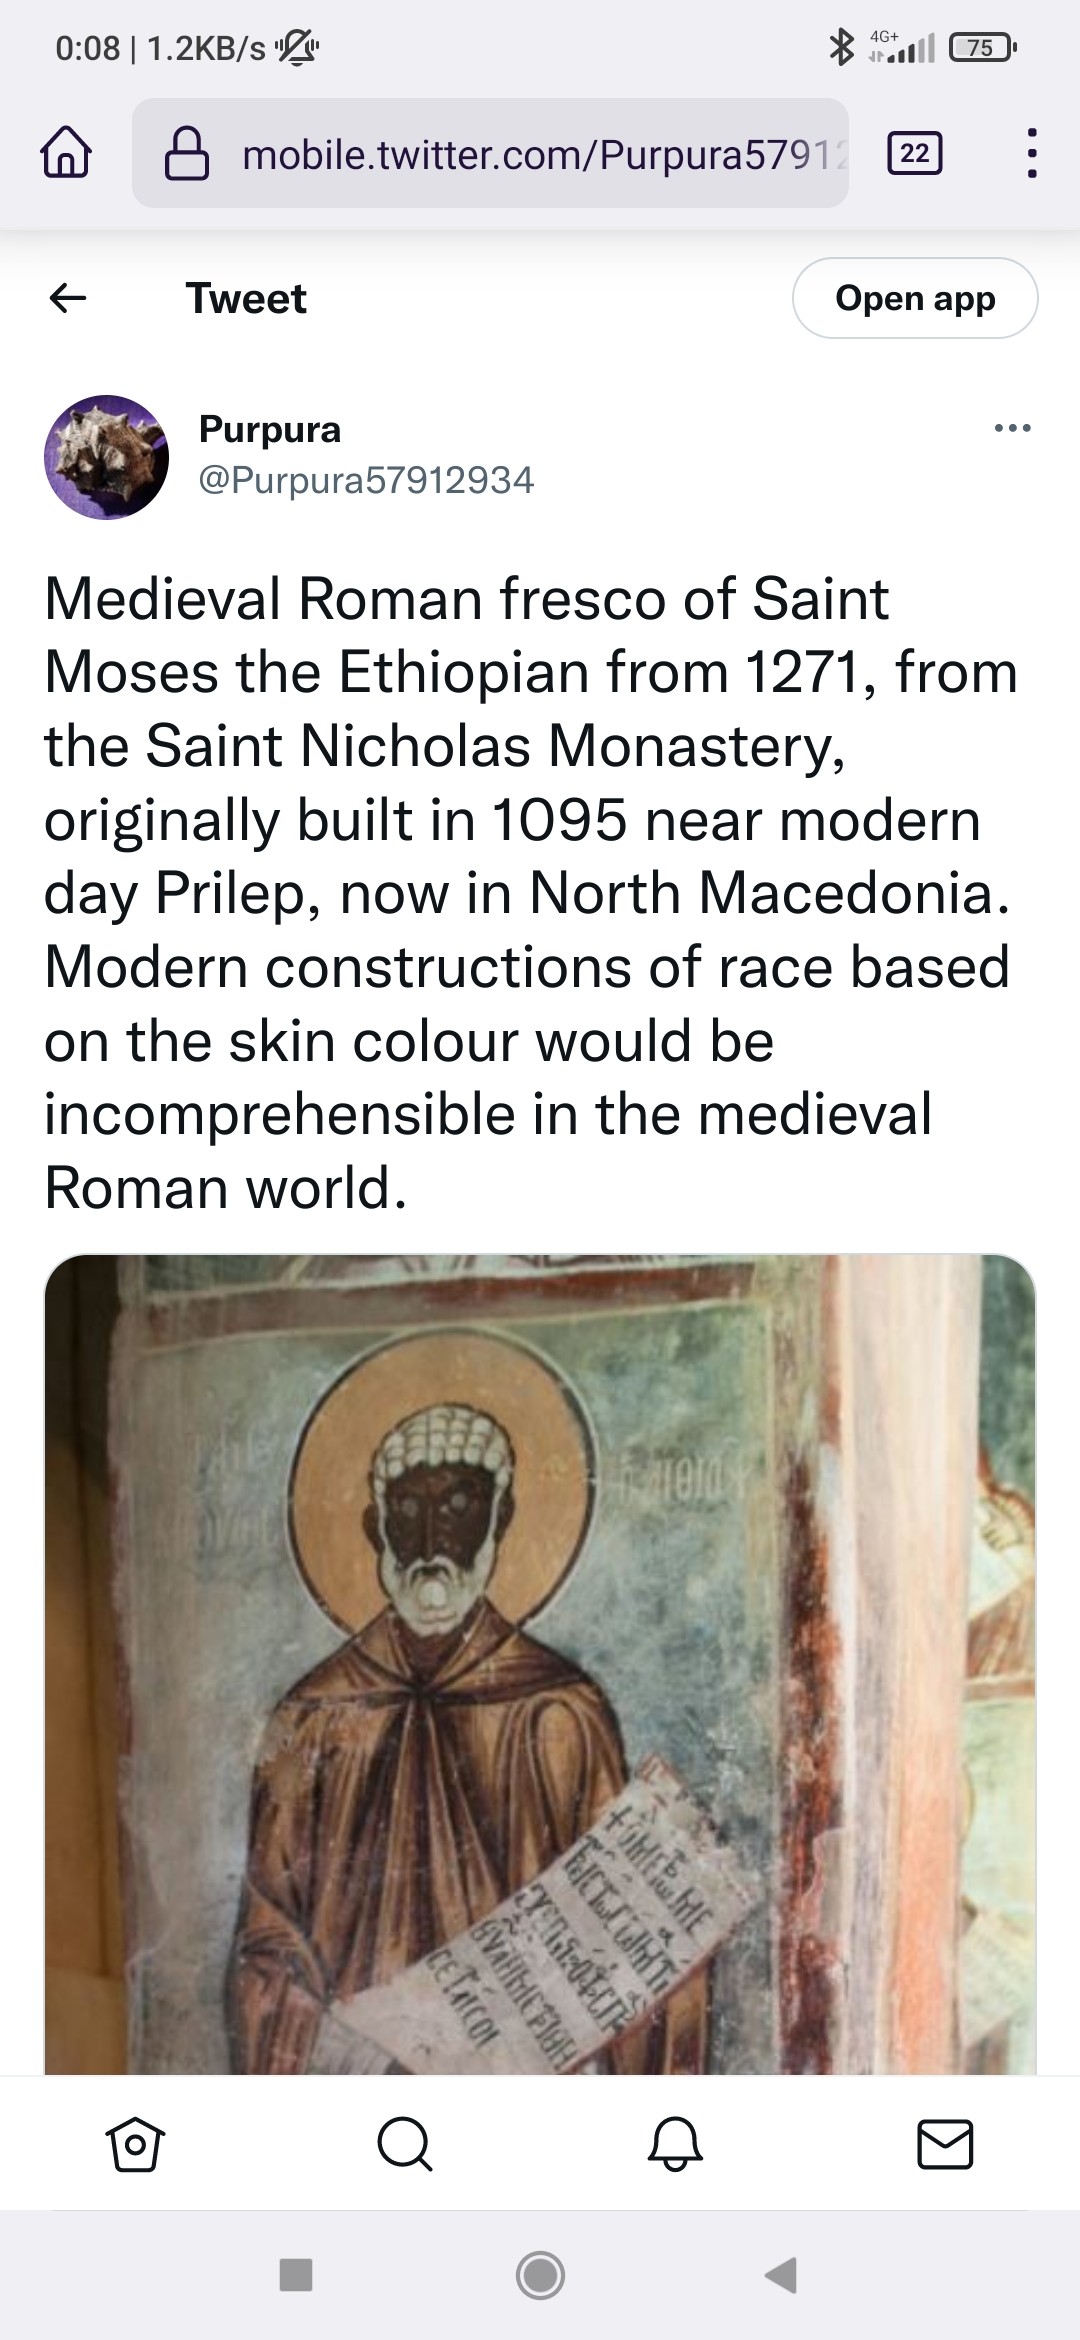 0:08 | 1.2KB/s
4G+
75
mobile.twitter.com/Purpura5791
22
Tweet
Open app
Purpura
@Purpura57912934
Medieval Roman fresco of Saint
Moses the Ethiopian from 1271, from
the Saint Nicholas Monastery,
originally built in 1095 near modern
day Prilep, now in North Macedonia.
Modern constructions of race based
on the skin colour would be
incomprehensible in the medieval
Roman world.